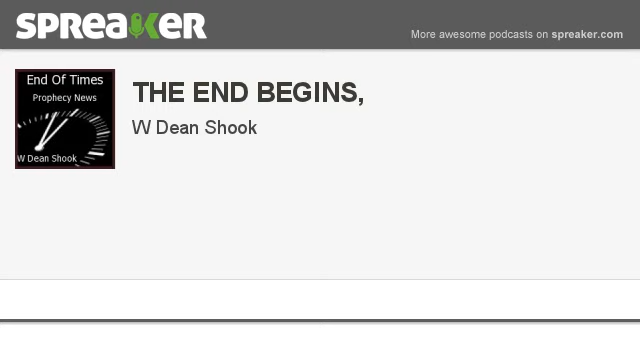 SPREAKER
More awesome podcasts on spreaker.com
End Of Times
Prophecy News
W Dean Shook
THE END BEGINS,
W Dean Shook